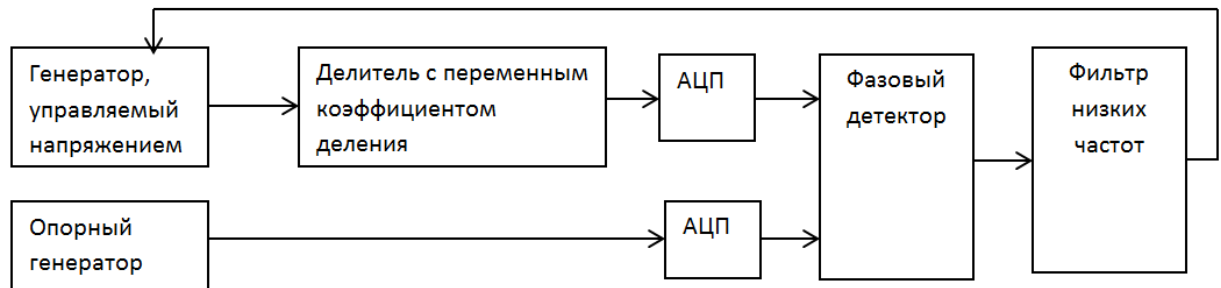 Генератор,
управляемый
напряжением
Делитель с переменным
коэффициентом
деления
АЦП
Фазовый
детектор
Фильтр
низких
частот
Опорный
генератор
АЦП